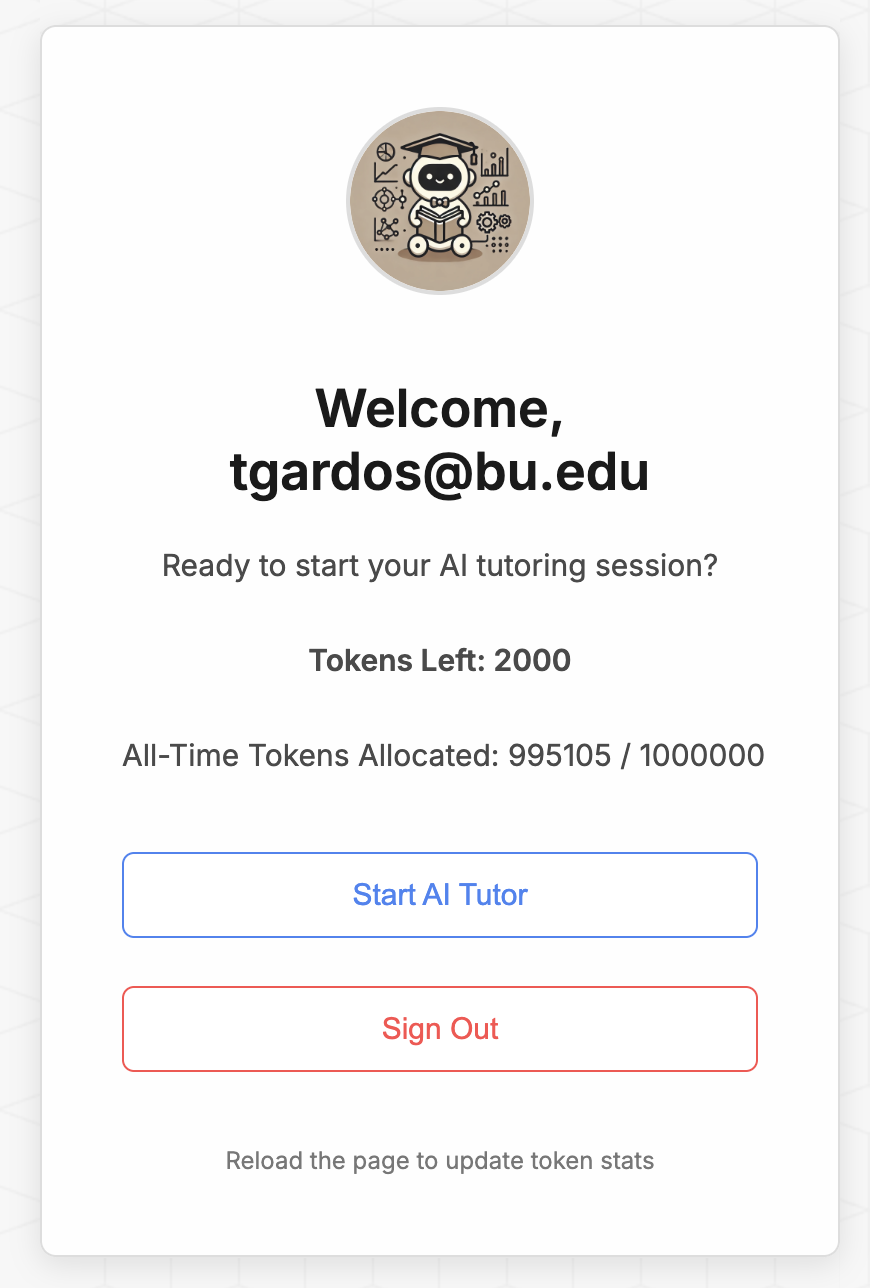 Welcome,
tgardos@bu.edu
Ready to start your AI tutoring session?
Tokens Left: 2000
All-Time Tokens Allocated: 995105 / 1000000
Start AI Tutor
Sign Out
Reload the page to update token stats